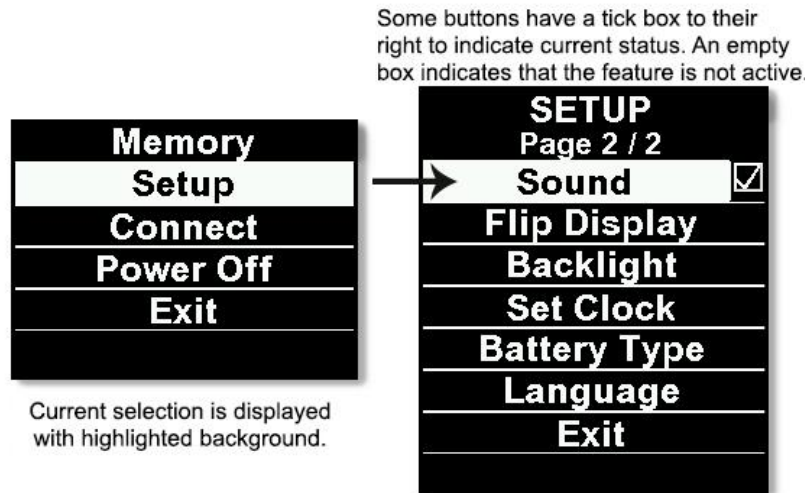 Some buttons have a tick box to their
right to indicate current status. An empty
box indicates that the feature is not active.
Memory
Setup
Connect
Power Off
Exit
Current selection is displayed
with highlighted background.
SETUP
Page 2 / 2
Sound
Flip Display
Backlight
Set Clock
Battery Type
Language
Exit